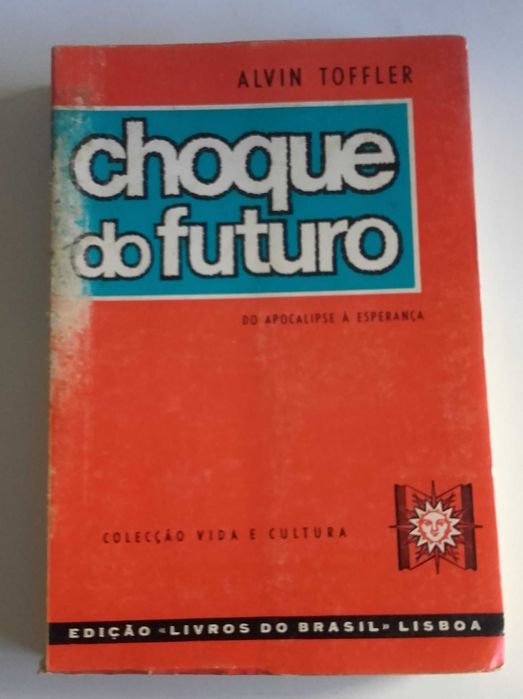 ALVIN TOFFLER
choque
do futuro
DO APOCALIPSE À ESPERANÇA
COLECÇÃO VIDA E CULTURA
EDIÇÃO «LIVROS DO BRASIL» LISBOA